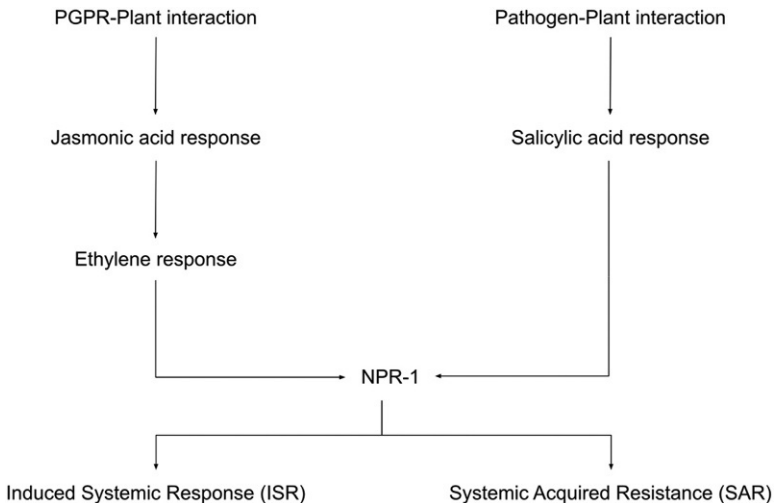 PGPR-Plant interaction
Pathogen-Plant interaction
Jasmonic acid response
Salicylic acid response
Ethylene response
NPR-1
Induced Systemic Response (ISR)
Systemic Acquired Resistance (SAR)